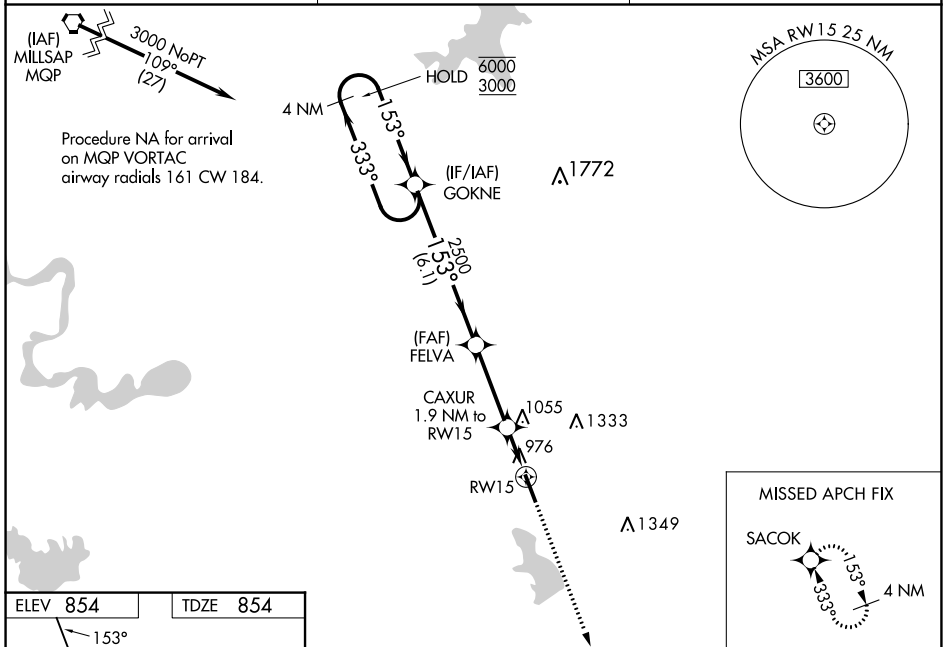 (IAF)
MILLSAP
MQP
3000 NoPT
109°
(27)
Procedure NA for arrival
on MQP VORTAC
airway radials 161 CW 184.
HOLD
6000
3000
4 NM
153°
333°
(IF/IAF)
GOKNE
1772
MSA RW15 25 NM
3600
2500
153°
(6.1)
(FAF)
FELVA
CAXUR
1.9 NM to
RW15
1055
1333
976
RW15
1349
MISSED APCH FIX
SACOK
153°
333°
4 NM
ELEV 854
TDZE 854
153°